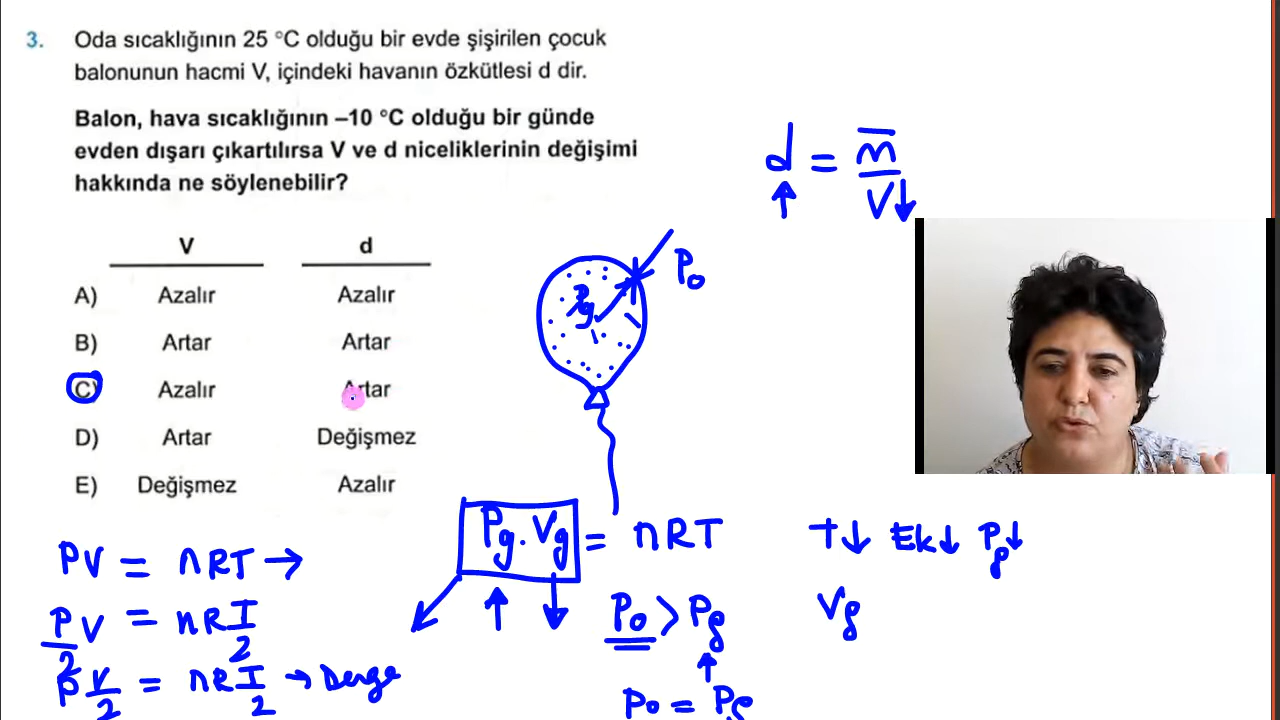 3. Oda sıcaklığının 25 °C olduğu bir evde şişirilen çocuk
balonunun hacmi V, içindeki havanın özkütlesi d dir.
Balon, hava sıcaklığının –10 °C olduğu bir günde
evden dışarı çıkartılırsa V ve d niceliklerinin değişimi
hakkında ne söylenebilir?
V d
A) Azalır Azalır
B) Artar Artar
C) Azalır Artar
D) Artar Değişmez
E) Değişmez Azalır
d ↑ = m / V ↓
Po
Pg
Pg . Vg = nRT
↑ ↓
T↓ Ek↓ Pg↓
Vg
Po > Pg
↑
Po = Pg
PV = nRT →
P/2 V = nR T/2
P V/2 = nR T/2 → Denge